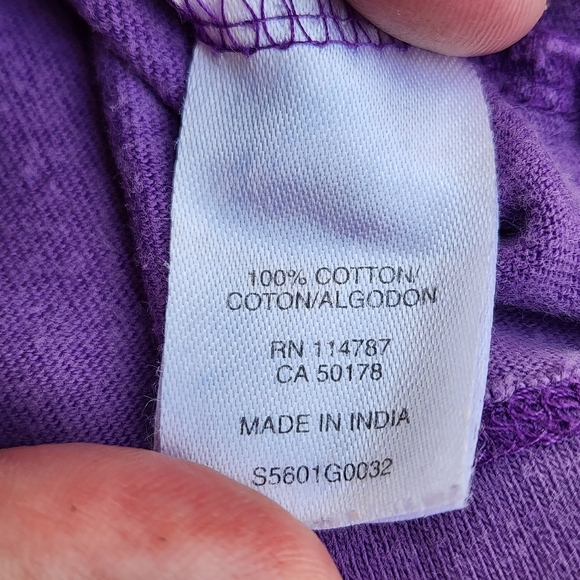 100% COTTON/
COTON/ALGODON
RN 114787
CA 50178
MADE IN INDIA
S5601G0032